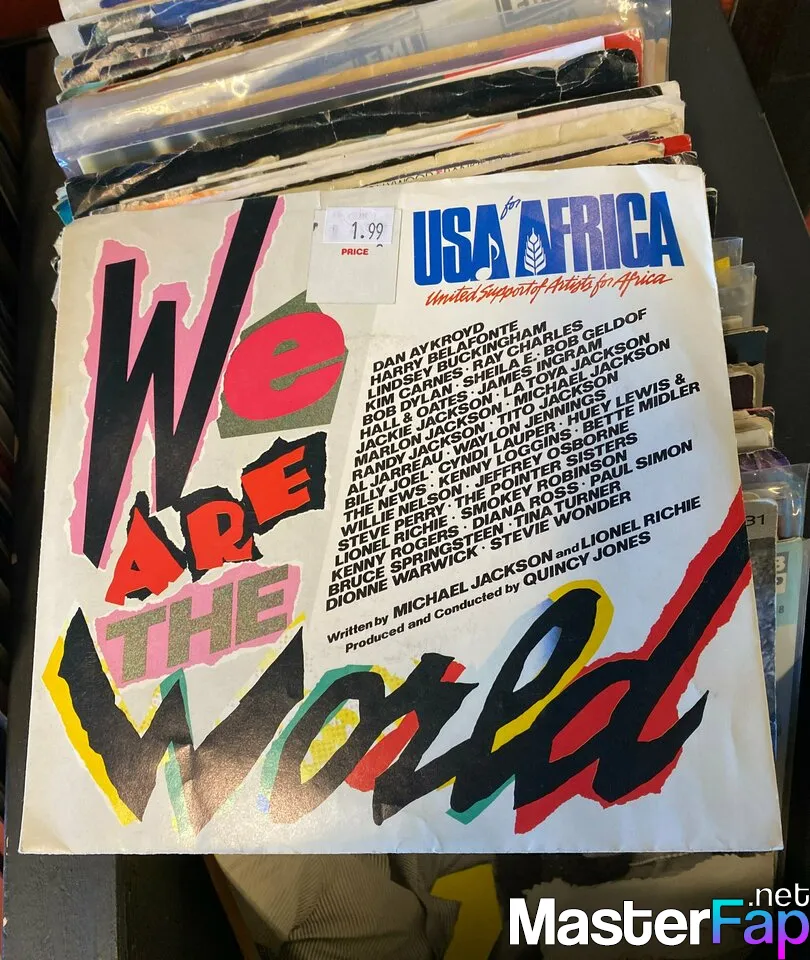 EMI
1.99
PRICE
We
ARE
THE
World
USA for AFRICA
United Support of Artists for Africa
DAN AYKROYD
HARRY BELAFONTE
LINDSEY BUCKINGHAM
KIM CARNES · RAY CHARLES
BOB DYLAN · SHEILA E. · BOB GELDOF
HALL & OATES · JAMES INGRAM
JACKIE JACKSON · LA TOYA JACKSON
MARLON JACKSON · MICHAEL JACKSON
RANDY JACKSON · TITO JACKSON
AL JARREAU · WAYLON JENNINGS
BILLY JOEL · CYNDI LAUPER · HUEY LEWIS &
THE NEWS · KENNY LOGGINS · BETTE MIDLER
WILLIE NELSON · JEFFREY OSBORNE
STEVE PERRY · THE POINTER SISTERS
LIONEL RICHIE · SMOKEY ROBINSON
KENNY ROGERS · DIANA ROSS · PAUL SIMON
BRUCE SPRINGSTEEN · TINA TURNER
DIONNE WARWICK · STEVIE WONDER
Written by MICHAEL JACKSON and LIONEL RICHIE
Produced and Conducted by QUINCY JONES
31
MasterFap.net